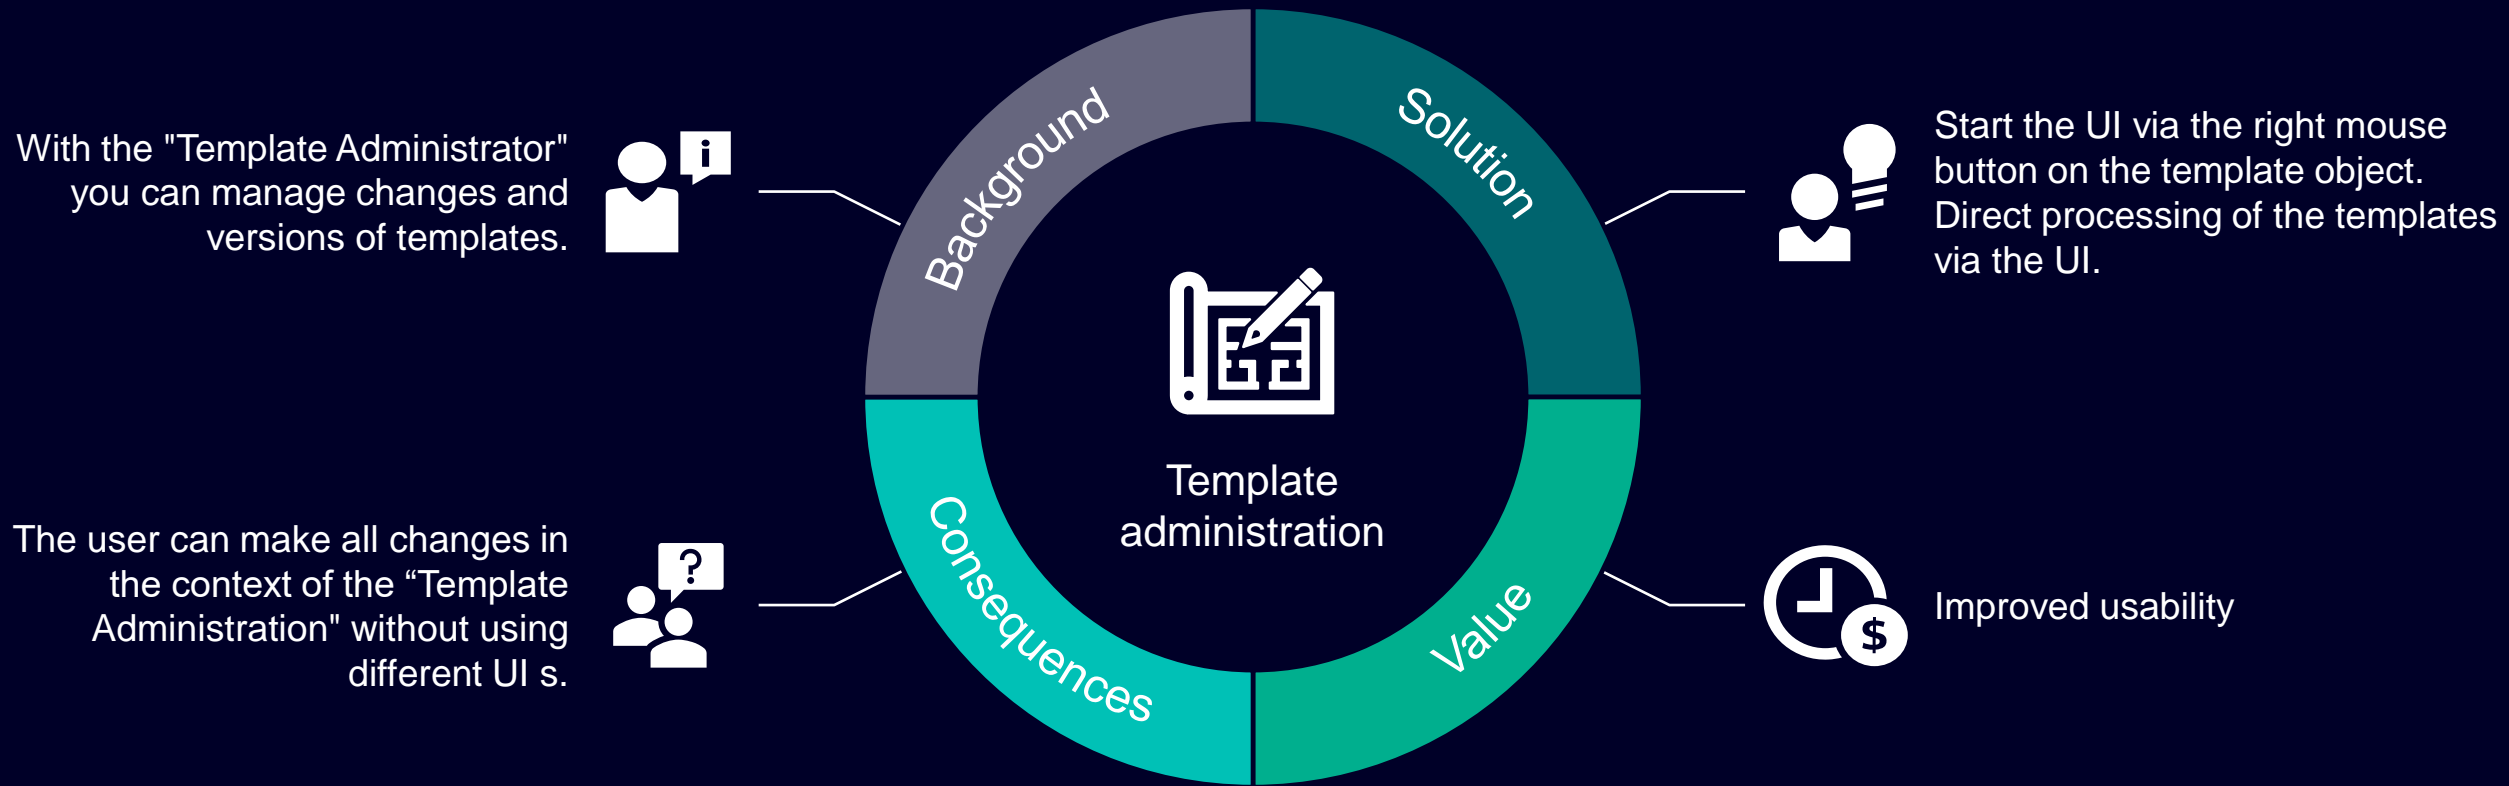 Background
With the "Template Administrator"
you can manage changes and
versions of templates.
i
Solution
Start the UI via the right mouse
button on the template object.
Direct processing of the templates
via the UI.
Template
administration
Consequences
The user can make all changes in
the context of the “Template
Administration" without using
different UI s.
?
Value
Improved usability
$